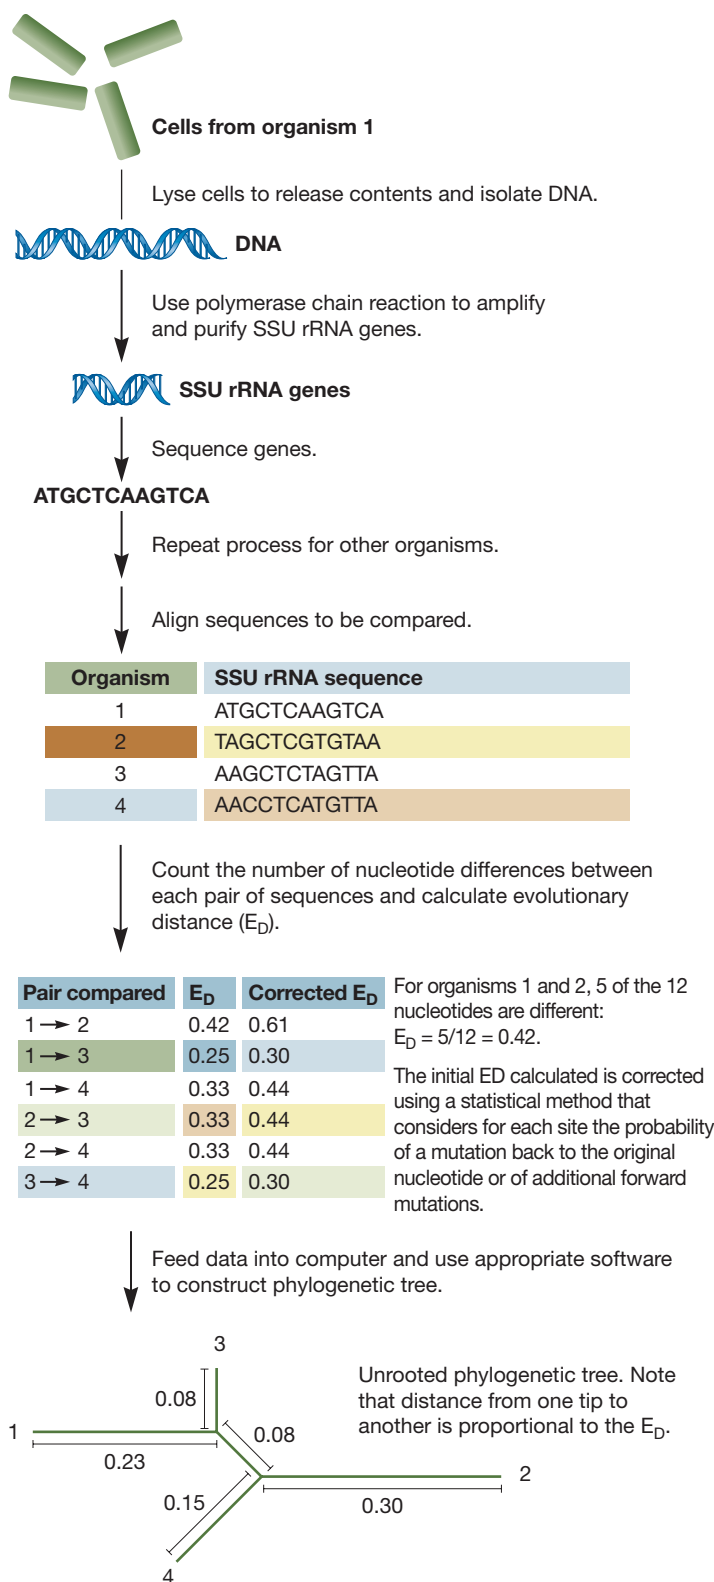 Cells from organism 1
Lyse cells to release contents and isolate DNA.
DNA
Use polymerase chain reaction to amplify
and purify SSU rRNA genes.
SSU rRNA genes
Sequence genes.
ATGCTCAAGTCA
Repeat process for other organisms.
Align sequences to be compared.
Organism SSU rRNA sequence
1 ATGCTCAAGTCA
2 TAGCTCGTGTAA
3 AAGCTCTAGTTA
4 AACCTCATGTTA
Count the number of nucleotide differences between
each pair of sequences and calculate evolutionary
distance (E_D).
Pair compared E_D Corrected E_D
1 → 2 0.42 0.61
1 → 3 0.25 0.30
1 → 4 0.33 0.44
2 → 3 0.33 0.44
2 → 4 0.33 0.44
3 → 4 0.25 0.30
For organisms 1 and 2, 5 of the 12
nucleotides are different:
E_D = 5/12 = 0.42.
The initial ED calculated is corrected
using a statistical method that
considers for each site the probability
of a mutation back to the original
nucleotide or of additional forward
mutations.
Feed data into computer and use appropriate software
to construct phylogenetic tree.
3
Unrooted phylogenetic tree. Note
that distance from one tip to
another is proportional to the E_D.
0.08
1
0.08
0.23
2
0.15
0.30
4